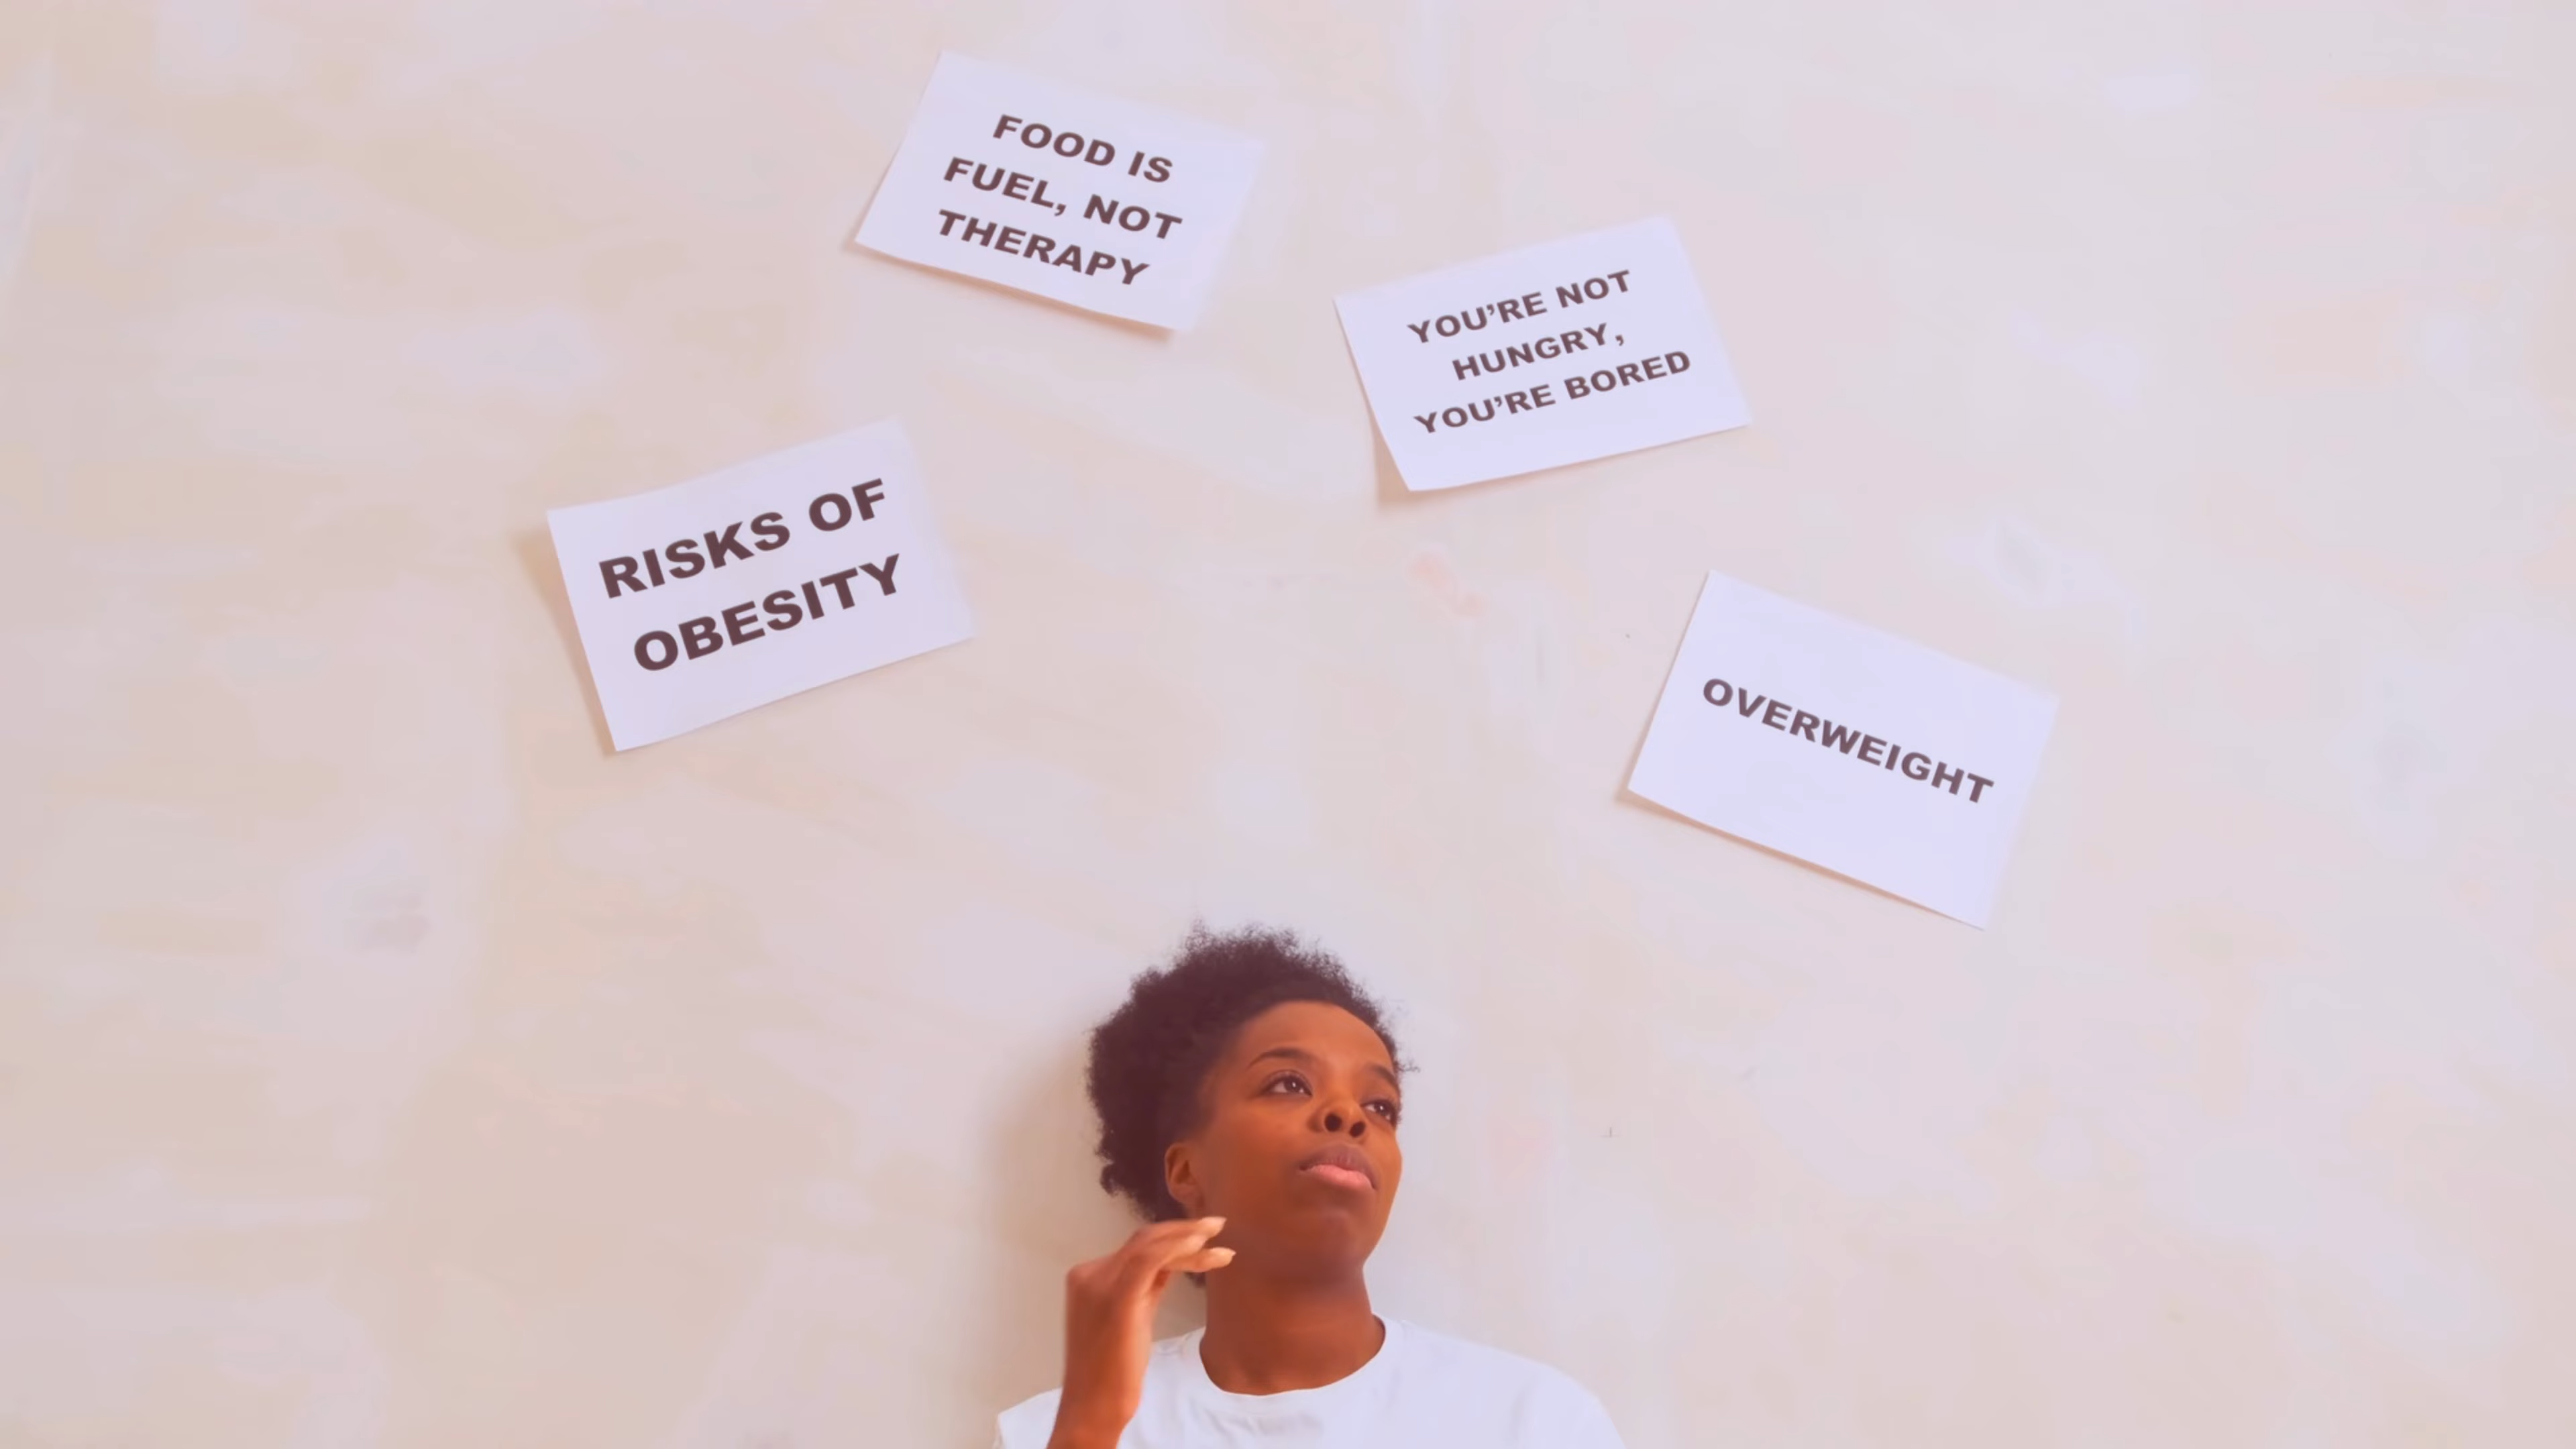 FOOD IS
FUEL, NOT
THERAPY
YOU'RE NOT
HUNGRY,
YOU'RE BORED
RISKS OF
OBESITY
OVERWEIGHT